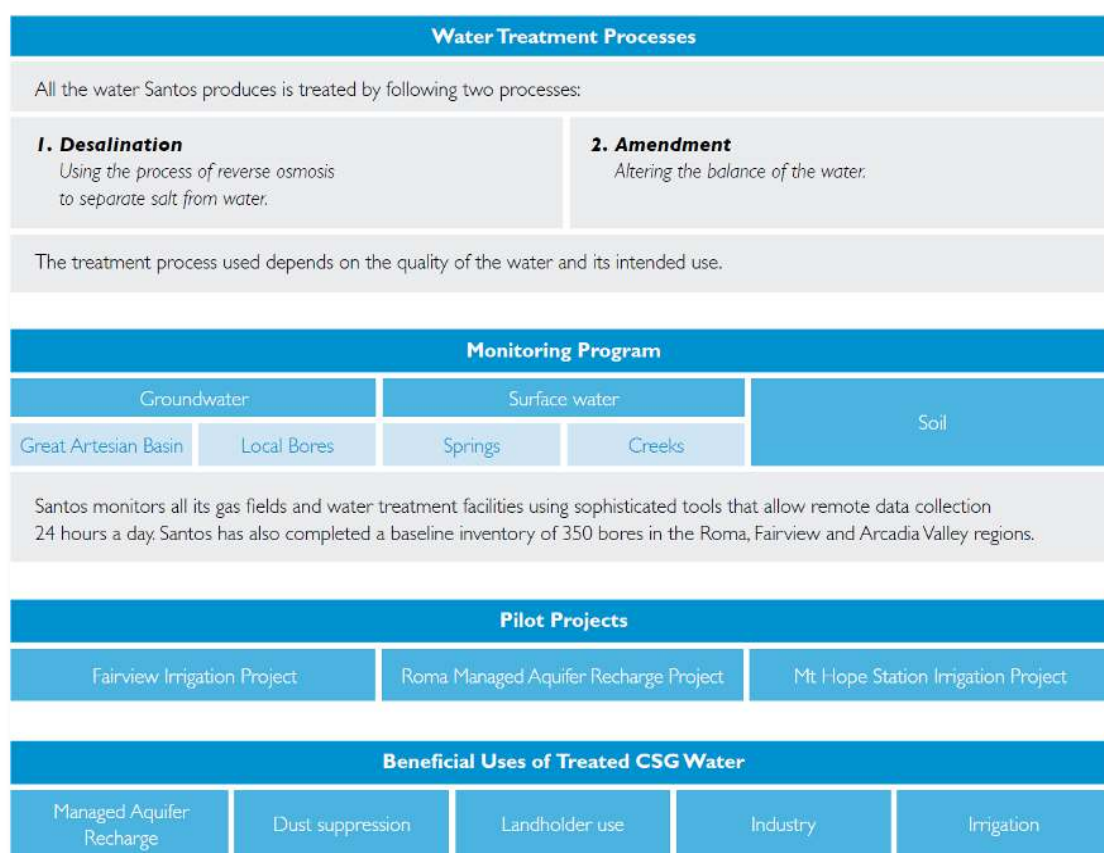 Water Treatment Processes
All the water Santos produces is treated by following two processes:
1. Desalination
Using the process of reverse osmosis
to separate salt from water.
2. Amendment
Altering the balance of the water.
The treatment process used depends on the quality of the water and its intended use.
Monitoring Program
Groundwater
Surface water
Soil
Great Artesian Basin
Local Bores
Springs
Creeks
Santos monitors all its gas fields and water treatment facilities using sophisticated tools that allow remote data collection
24 hours a day. Santos has also completed a baseline inventory of 350 bores in the Roma, Fairview and Arcadia Valley regions.
Pilot Projects
Fairview Irrigation Project
Roma Managed Aquifer Recharge Project
Mt Hope Station Irrigation Project
Beneficial Uses of Treated CSG Water
Managed Aquifer
Recharge
Dust suppression
Landholder use
Industry
Irrigation